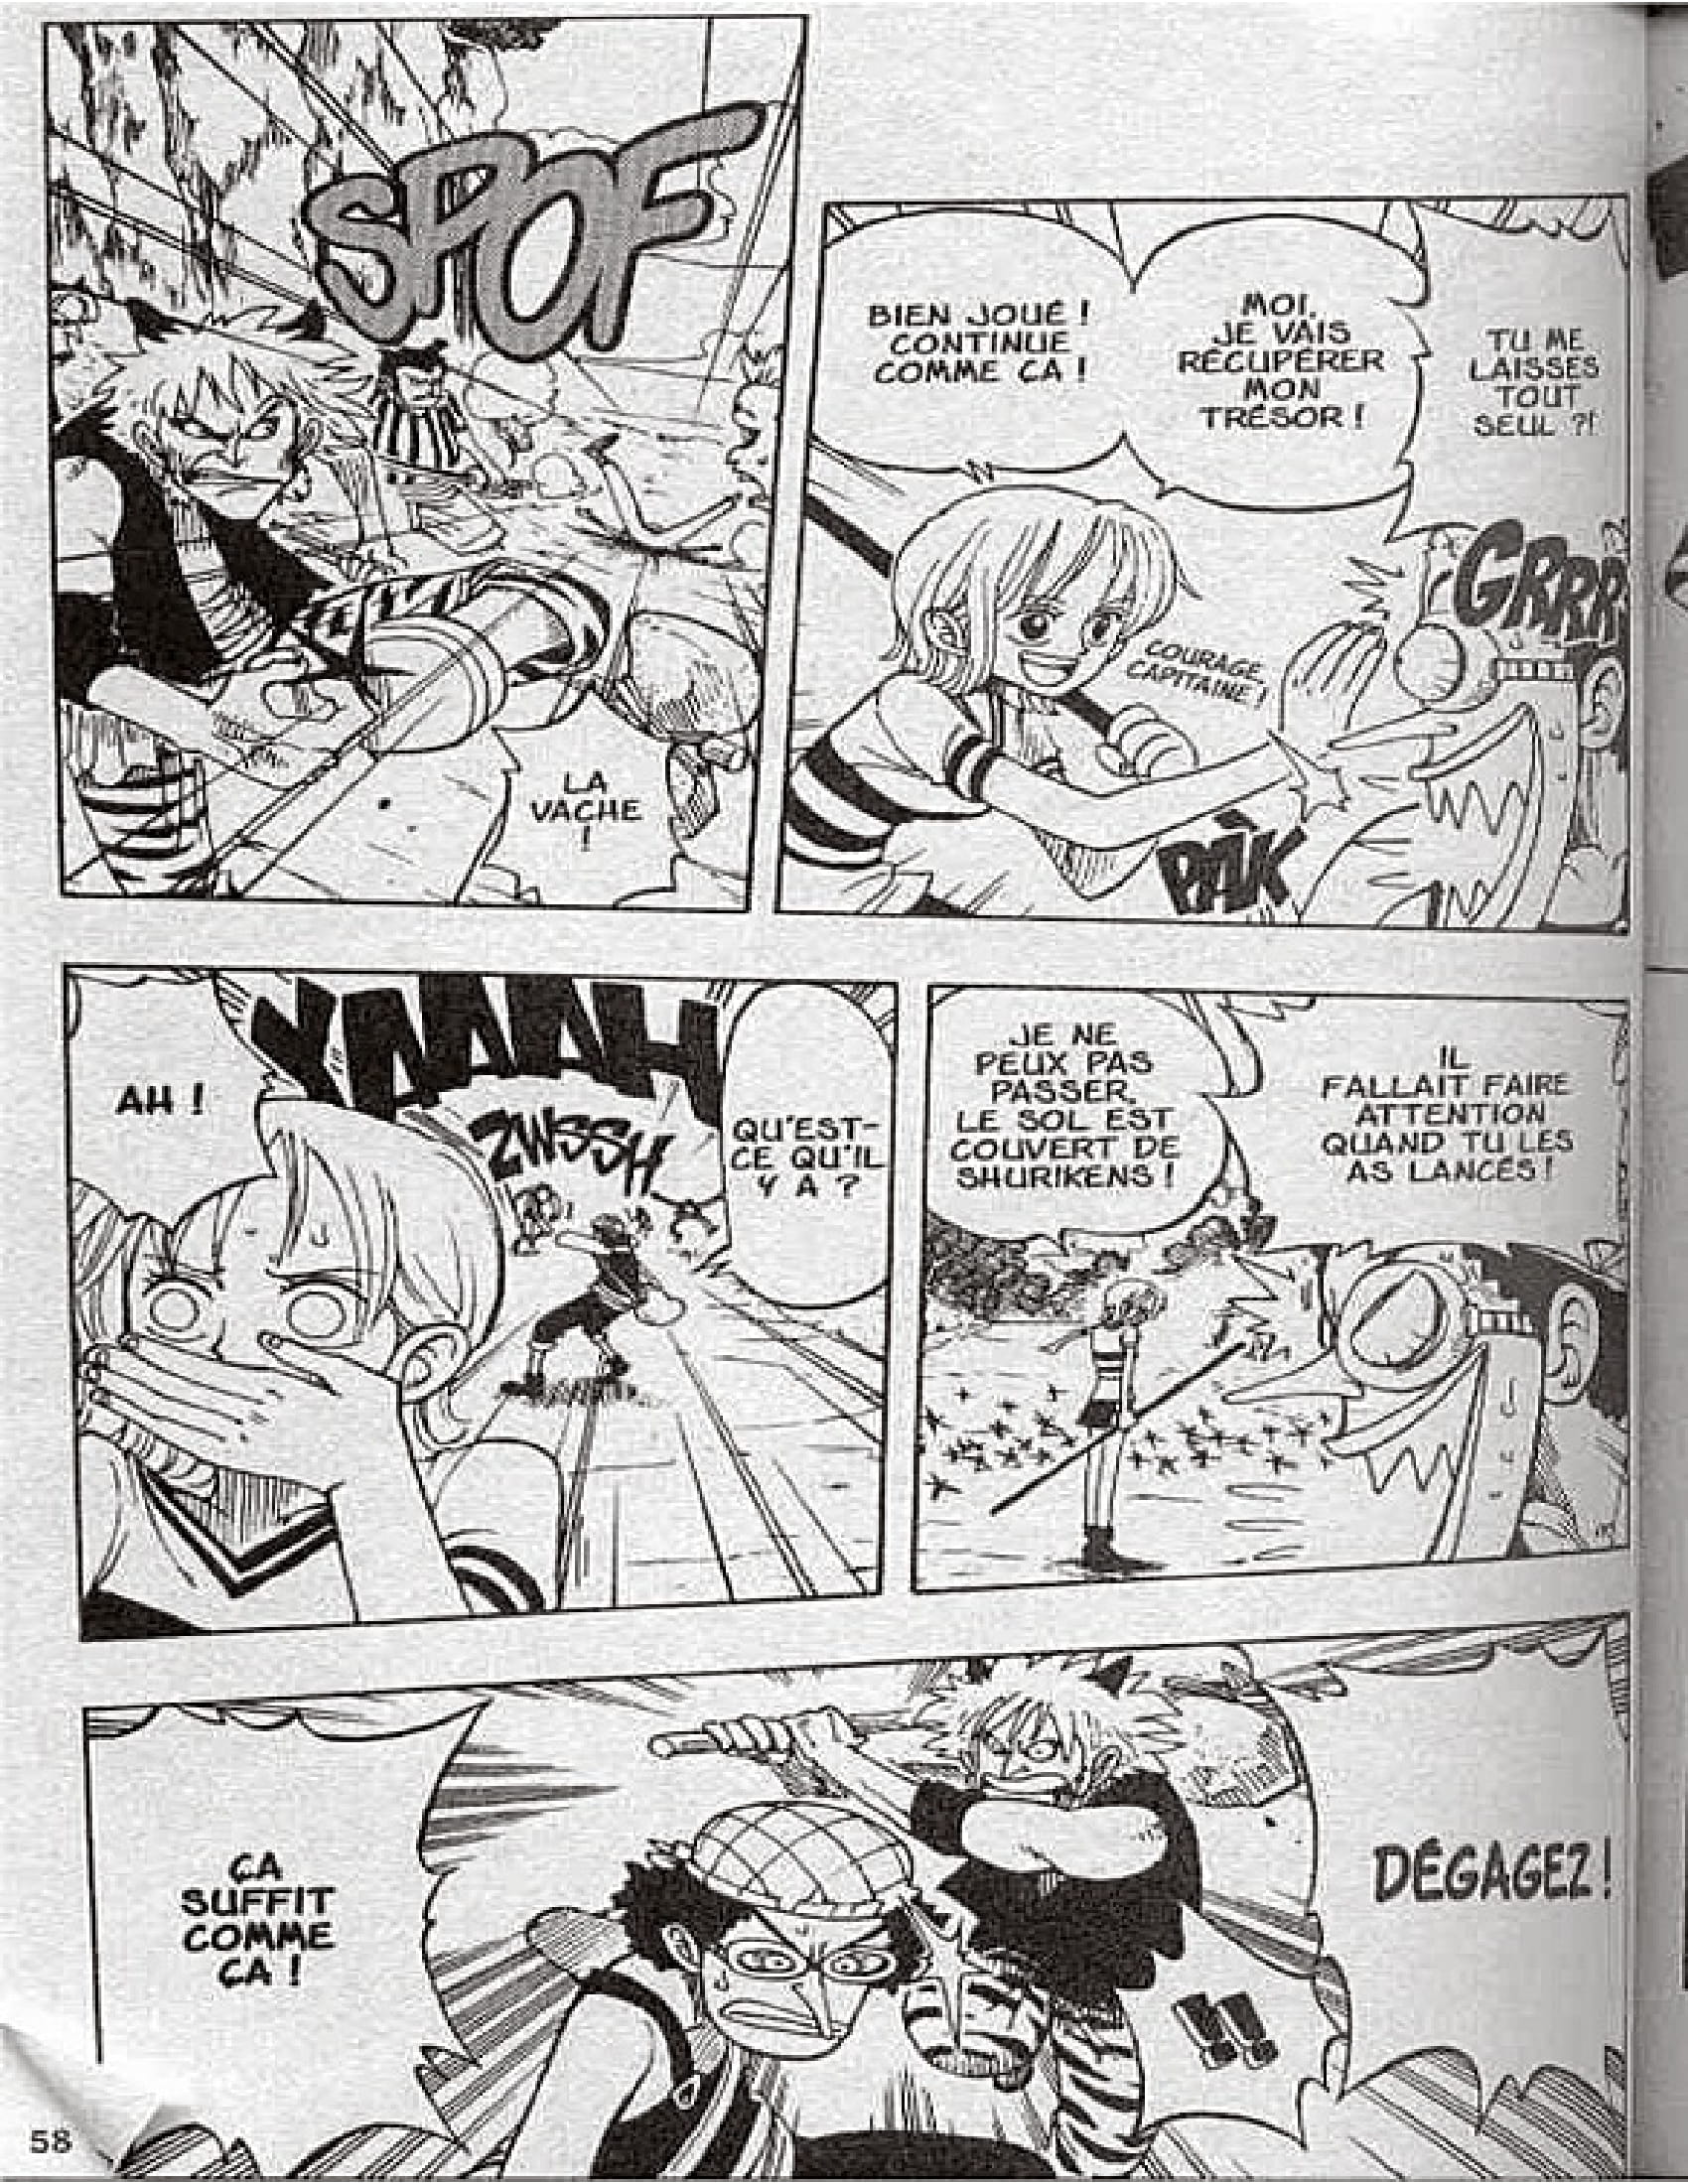 TU ME
LAISSES
TOUT
SEUL ?!
MOI,
JE VAIS
RÉCUPÉRER
MON
TRÉSOR !
BIEN JOUÉ !
CONTINUE
COMME ÇA !
GRRR
COURAGE,
CAPITAINE !
PAK
SPOF
LA
VACHE
!
IL
FALLAIT FAIRE
ATTENTION
QUAND TU LES
AS LANCÉS !
JE NE
PEUX PAS
PASSER,
LE SOL EST
COUVERT DE
SHURIKENS !
QU'EST-
CE QU'IL
Y A ?
YAAAH
ZWSSH
AH !
DÉGAGEZ !
!!
ÇA
SUFFIT
COMME
ÇA !
58